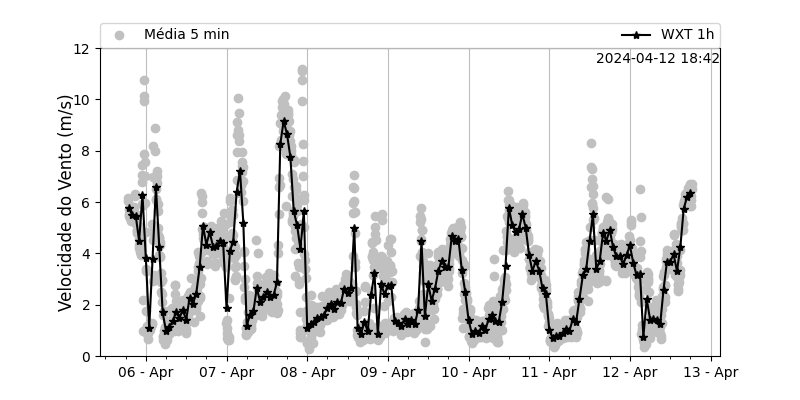 Média 5 min
WXT 1h
2024-04-12 18:42
Velocidade do Vento (m/s)
12
10
8
6
4
2
0
06 - Apr
07 - Apr
08 - Apr
09 - Apr
10 - Apr
11 - Apr
12 - Apr
13 - Apr